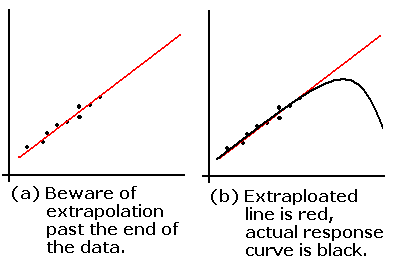 (a) Beware of
extrapolation
past the end of
the data.
(b) Extraploated
line is red,
actual response
curve is black.